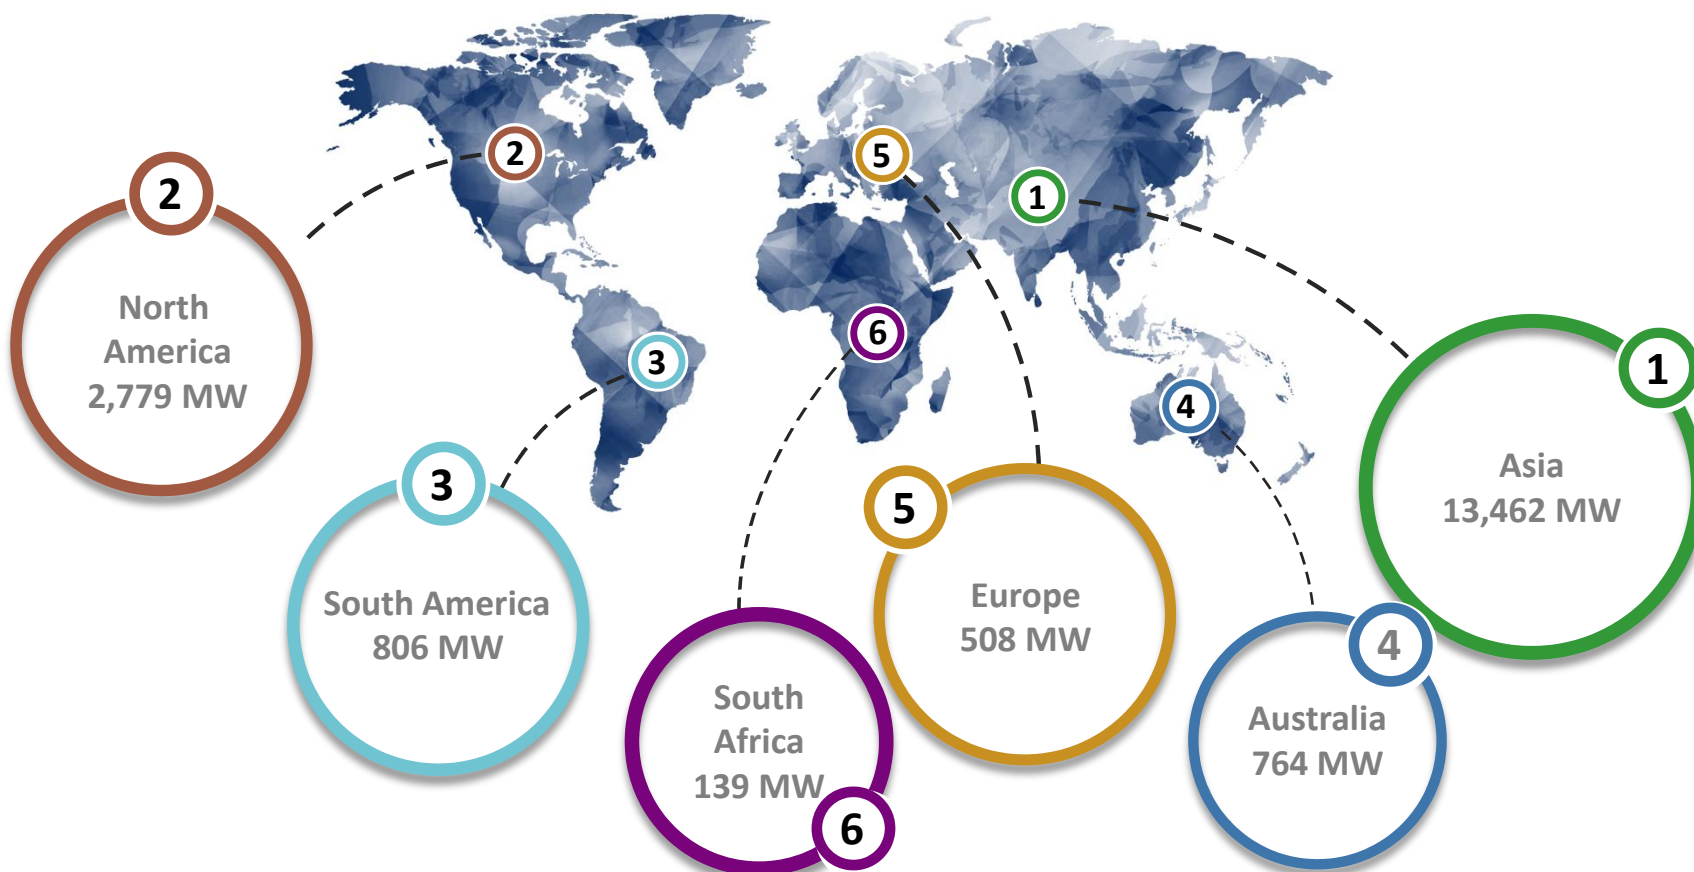 2
North
America
2,779 MW
2
3
3
South America
806 MW
5
1
6
4
1
Asia
13,462 MW
5
Europe
508 MW
4
Australia
764 MW
South
Africa
139 MW
6